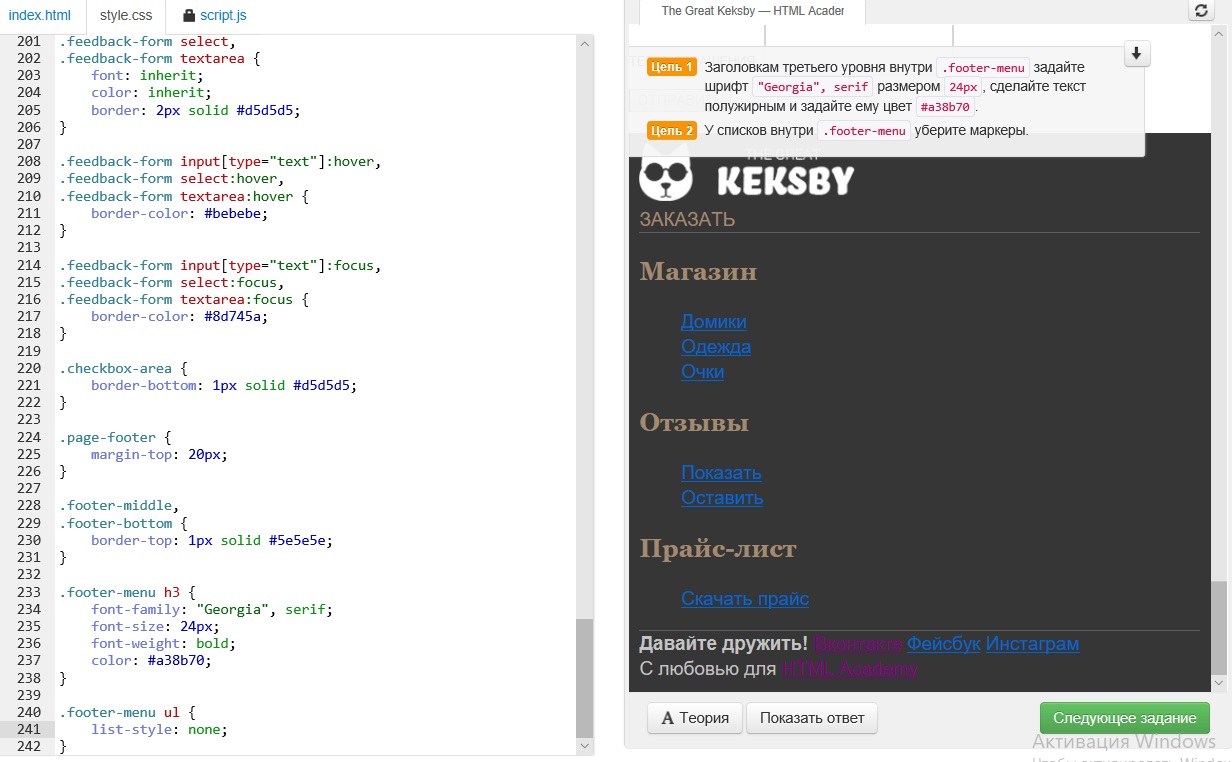 index.html style.css script.js
201 .feedback-form select,
202 .feedback-form textarea {
203 font: inherit;
204 color: inherit;
205 border: 2px solid #d5d5d5;
206 }
207
208 .feedback-form input[type="text"]:hover,
209 .feedback-form select:hover,
210 .feedback-form textarea:hover {
211 border-color: #bebebe;
212 }
213
214 .feedback-form input[type="text"]:focus,
215 .feedback-form select:focus,
216 .feedback-form textarea:focus {
217 border-color: #8d745a;
218 }
219
220 .checkbox-area {
221 border-bottom: 1px solid #d5d5d5;
222 }
223
224 .page-footer {
225 margin-top: 20px;
226 }
227
228 .footer-middle,
229 .footer-bottom {
230 border-top: 1px solid #5e5e5e;
231 }
232
233 .footer-menu h3 {
234 font-family: "Georgia", serif;
235 font-size: 24px;
236 font-weight: bold;
237 color: #a38b70;
238 }
239
240 .footer-menu ul {
241 list-style: none;
242 }
The Great Keksby — HTML Acader
Цель 1 Заголовкам третьего уровня внутри .footer-menu задайте
шрифт "Georgia", serif размером 24px, сделайте текст
полужирным и задайте ему цвет #a38b70.
Цель 2 У списков внутри .footer-menu уберите маркеры.
THE GREAT
KEKSBY
ЗАКАЗАТЬ
Магазин
Домики
Одежда
Очки
Отзывы
Показать
Оставить
Прайс-лист
Скачать прайс
Давайте дружить! Вконтакте Фейсбук Инстаграм
С любовью для HTML Academy
A Теория Показать ответ Следующее задание
Активация Windows